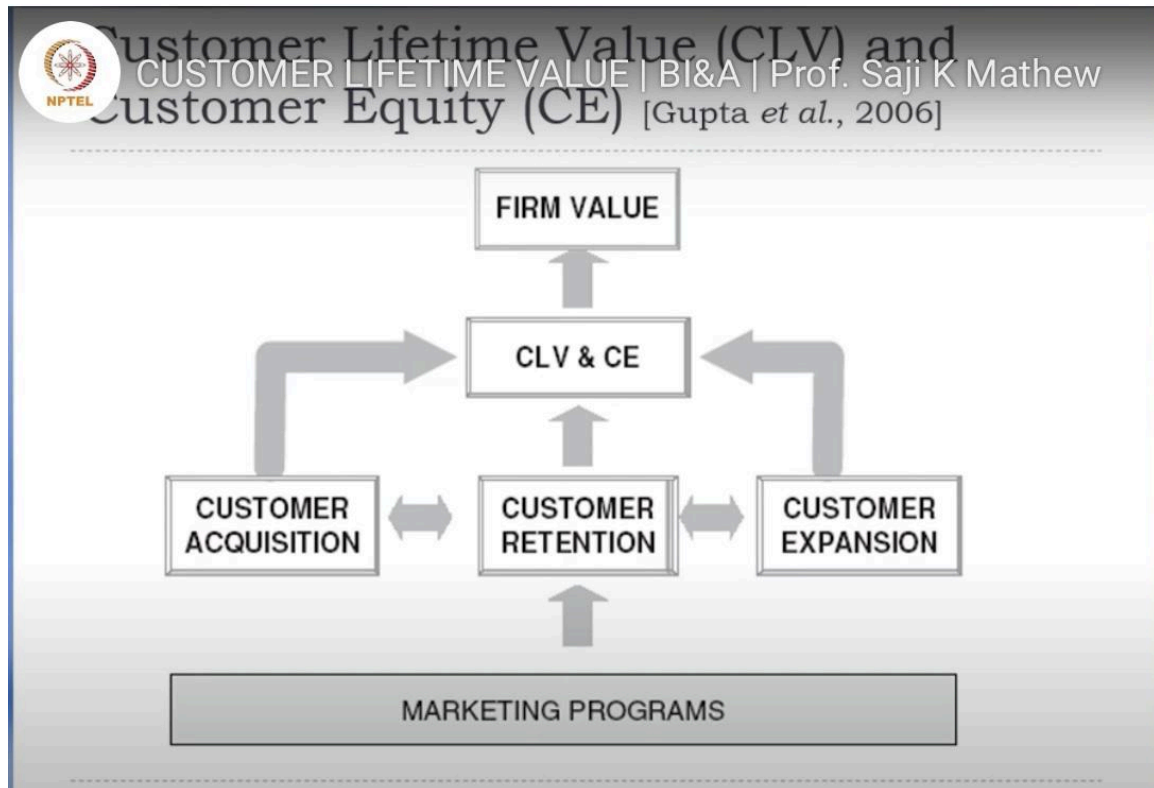 Customer Lifetime Value (CLV) and
CUSTOMER LIFETIME VALUE | BI&A | Prof. Saji K Mathew
NPTEL
Customer Equity (CE) [Gupta et al., 2006]
FIRM VALUE
CLV & CE
CUSTOMER
ACQUISITION
CUSTOMER
RETENTION
CUSTOMER
EXPANSION
MARKETING PROGRAMS